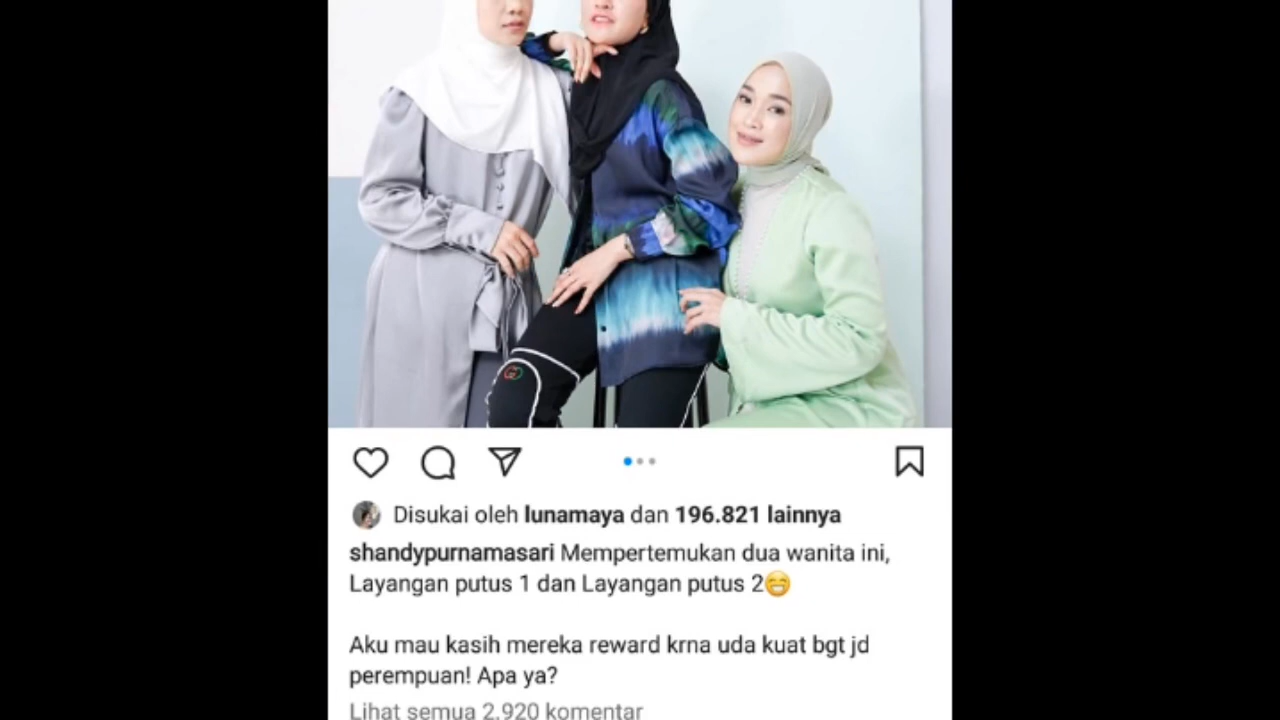 Disukai oleh lunamaya dan 196.821 lainnya
shandypurnamasari Mempertemukan dua wanita ini,
Layangan putus 1 dan Layangan putus 2😁
Aku mau kasih mereka reward krna uda kuat bgt jd
perempuan! Apa ya?
Lihat semua 2.920 komentar